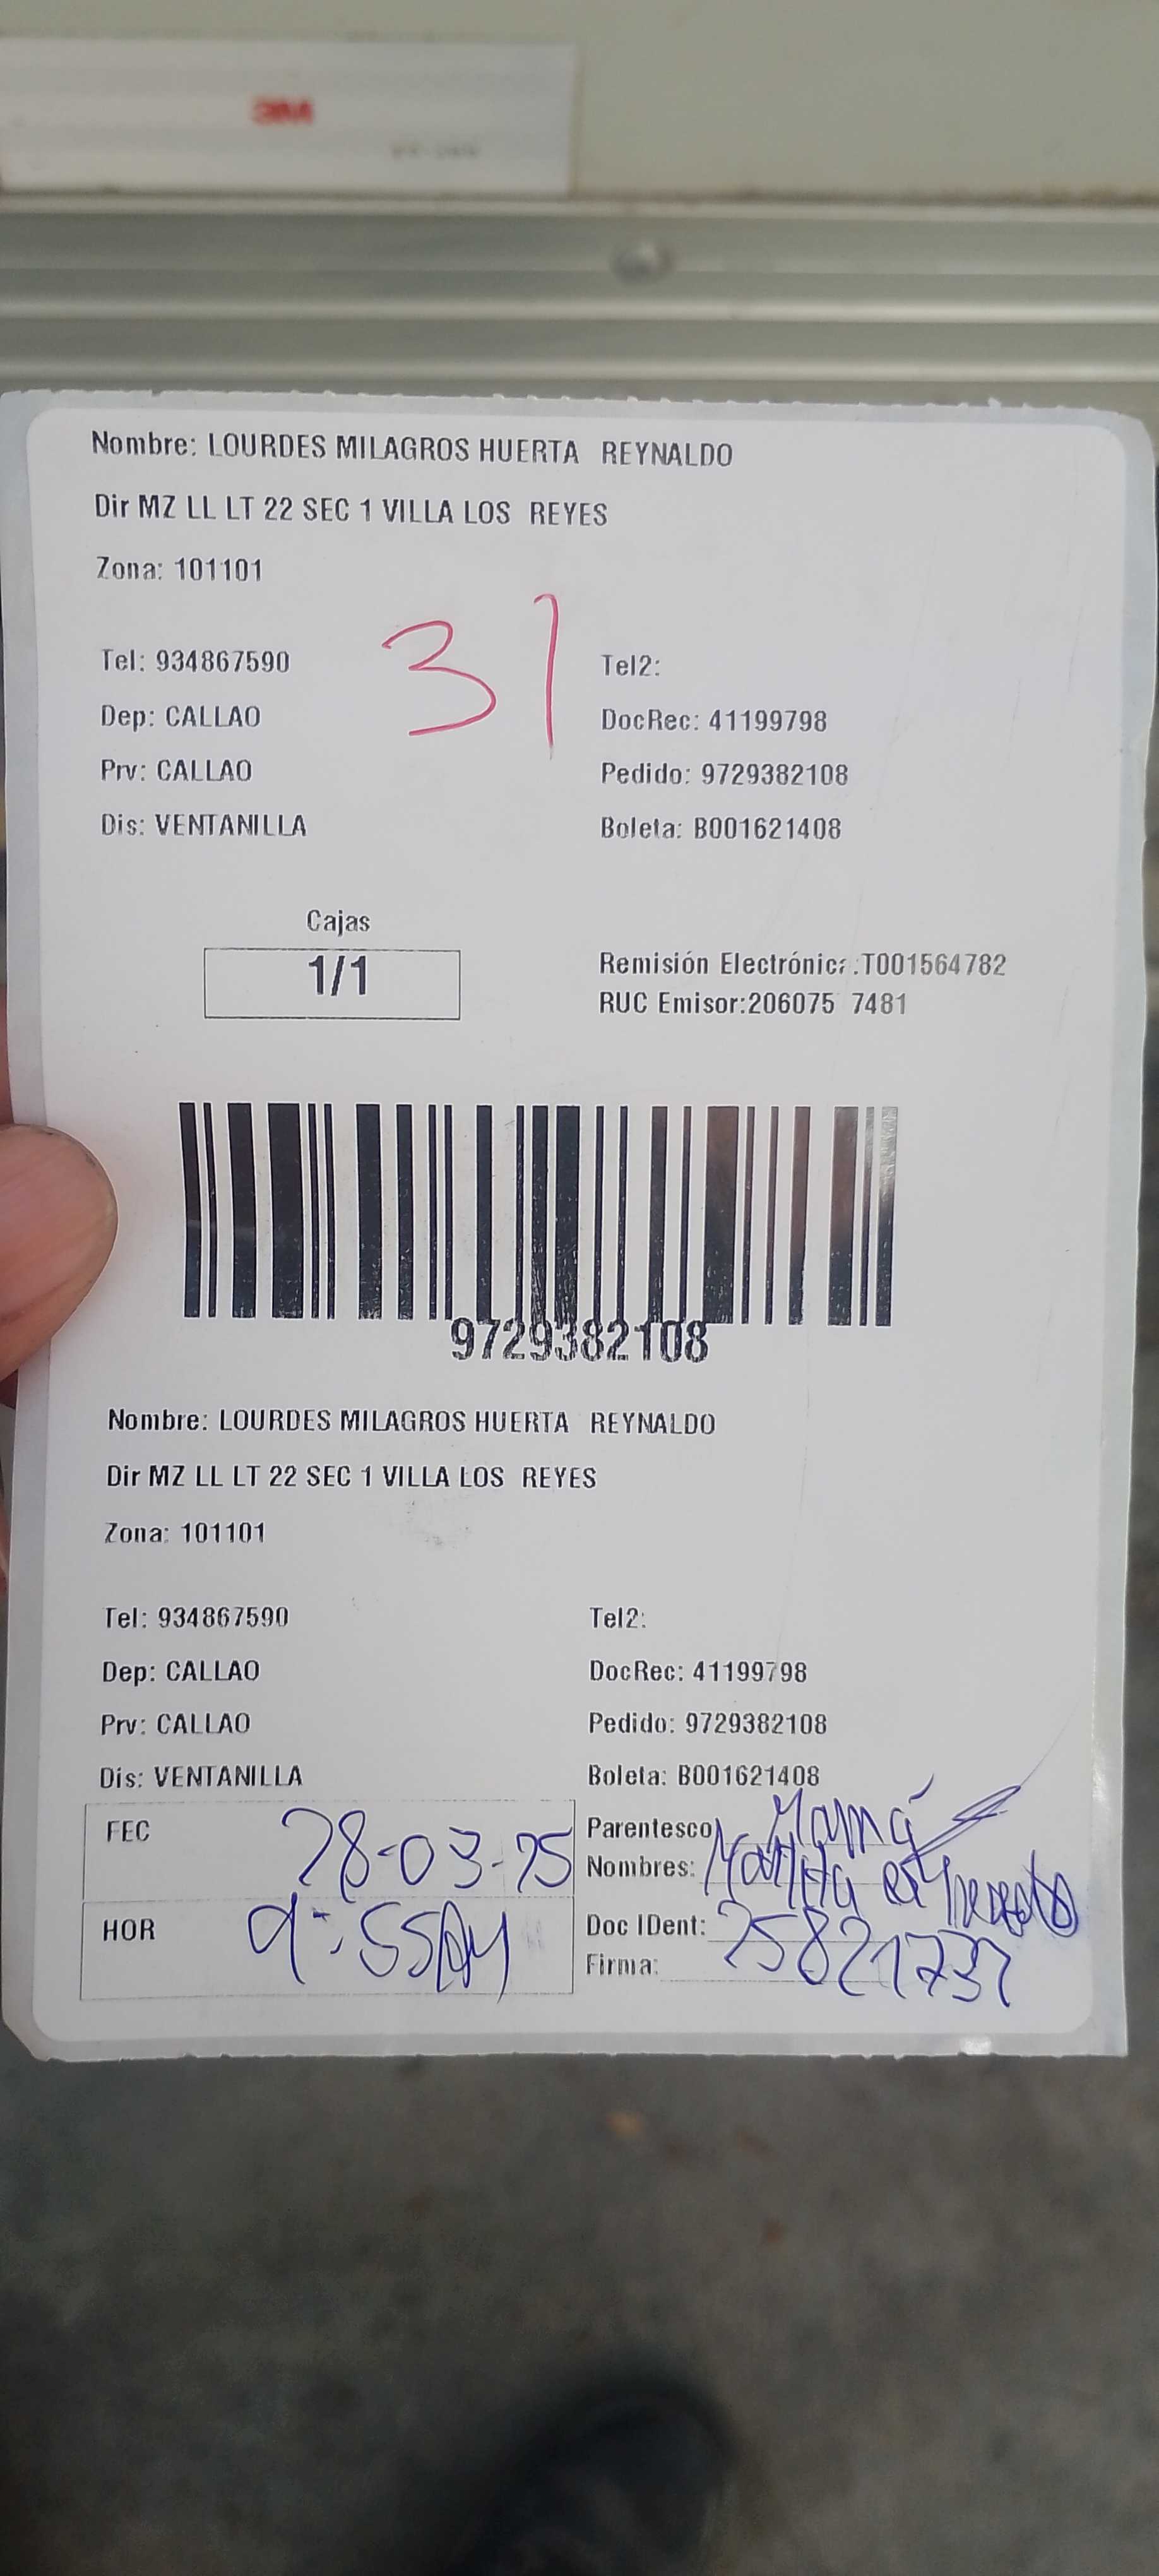 3M
Nombre: LOURDES MILAGROS HUERTA REYNALDO
Dir MZ LL LT 22 SEC 1 VILLA LOS REYES
Zona: 101101
31
Tel: 934867590 Tel2:
Dep: CALLAO DocRec: 41199798
Prv: CALLAO Pedido: 9729382108
Dis: VENTANILLA Boleta: B001621408
Cajas
1/1
Remisión Electrónica:T001564782
RUC Emisor:206075 7481
9729382108
Nombre: LOURDES MILAGROS HUERTA REYNALDO
Dir MZ LL LT 22 SEC 1 VILLA LOS REYES
Zona: 101101
Tel: 934867590 Tel2:
Dep: CALLAO DocRec: 41199798
Prv: CALLAO Pedido: 9729382108
Dis: VENTANILLA Boleta: B001621408
FEC 28-03-25 Parentesco Mamá
Nombres:
HOR 9:55AM Doc IDent: 25821737
Firma: